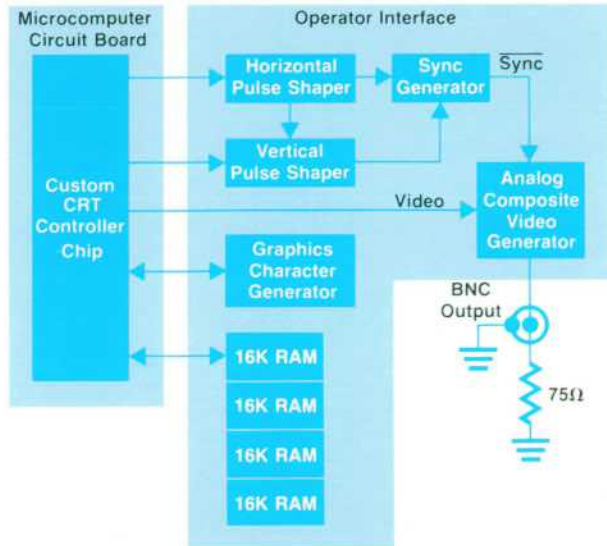 Microcomputer
Circuit Board
Operator Interface
Custom
CRT
Controller
Chip
Horizontal
Pulse Shaper
Sync
Generator
Sync
Vertical
Pulse Shaper
Video
Analog
Composite
Video
Generator
Graphics
Character
Generator
BNC
Output
16K RAM
16K RAM
16K RAM
16K RAM
75Ω